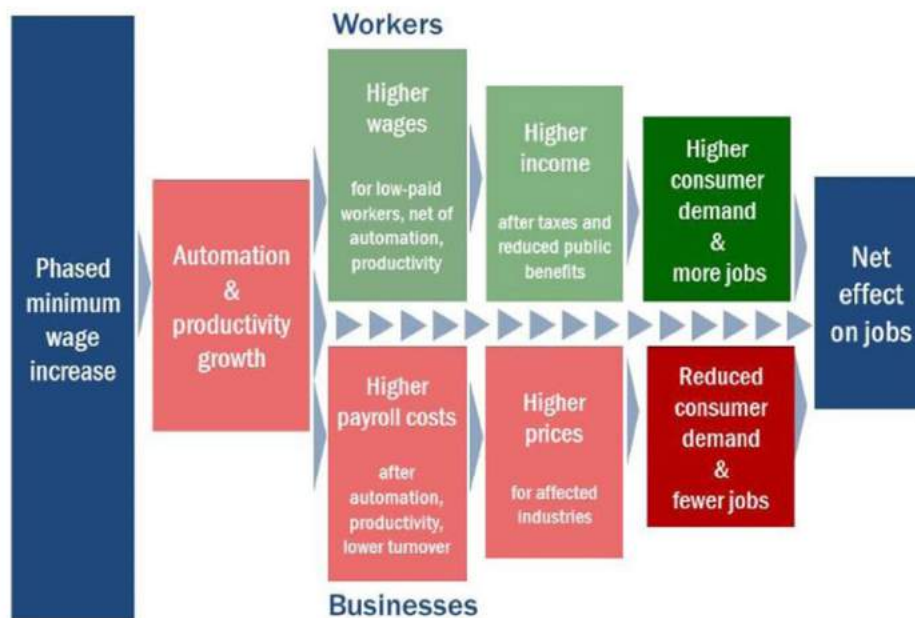 Workers
Phased
minimum
wage
increase
Automation
&
productivity
growth
Higher
wages
for low-paid
workers, net of
automation,
productivity
Higher
income
after taxes and
reduced public
benefits
Higher
consumer
demand
&
more jobs
Higher
payroll costs
after
automation,
productivity,
lower turnover
Higher
prices
for affected
industries
Reduced
consumer
demand
&
fewer jobs
Net
effect
on jobs
Businesses